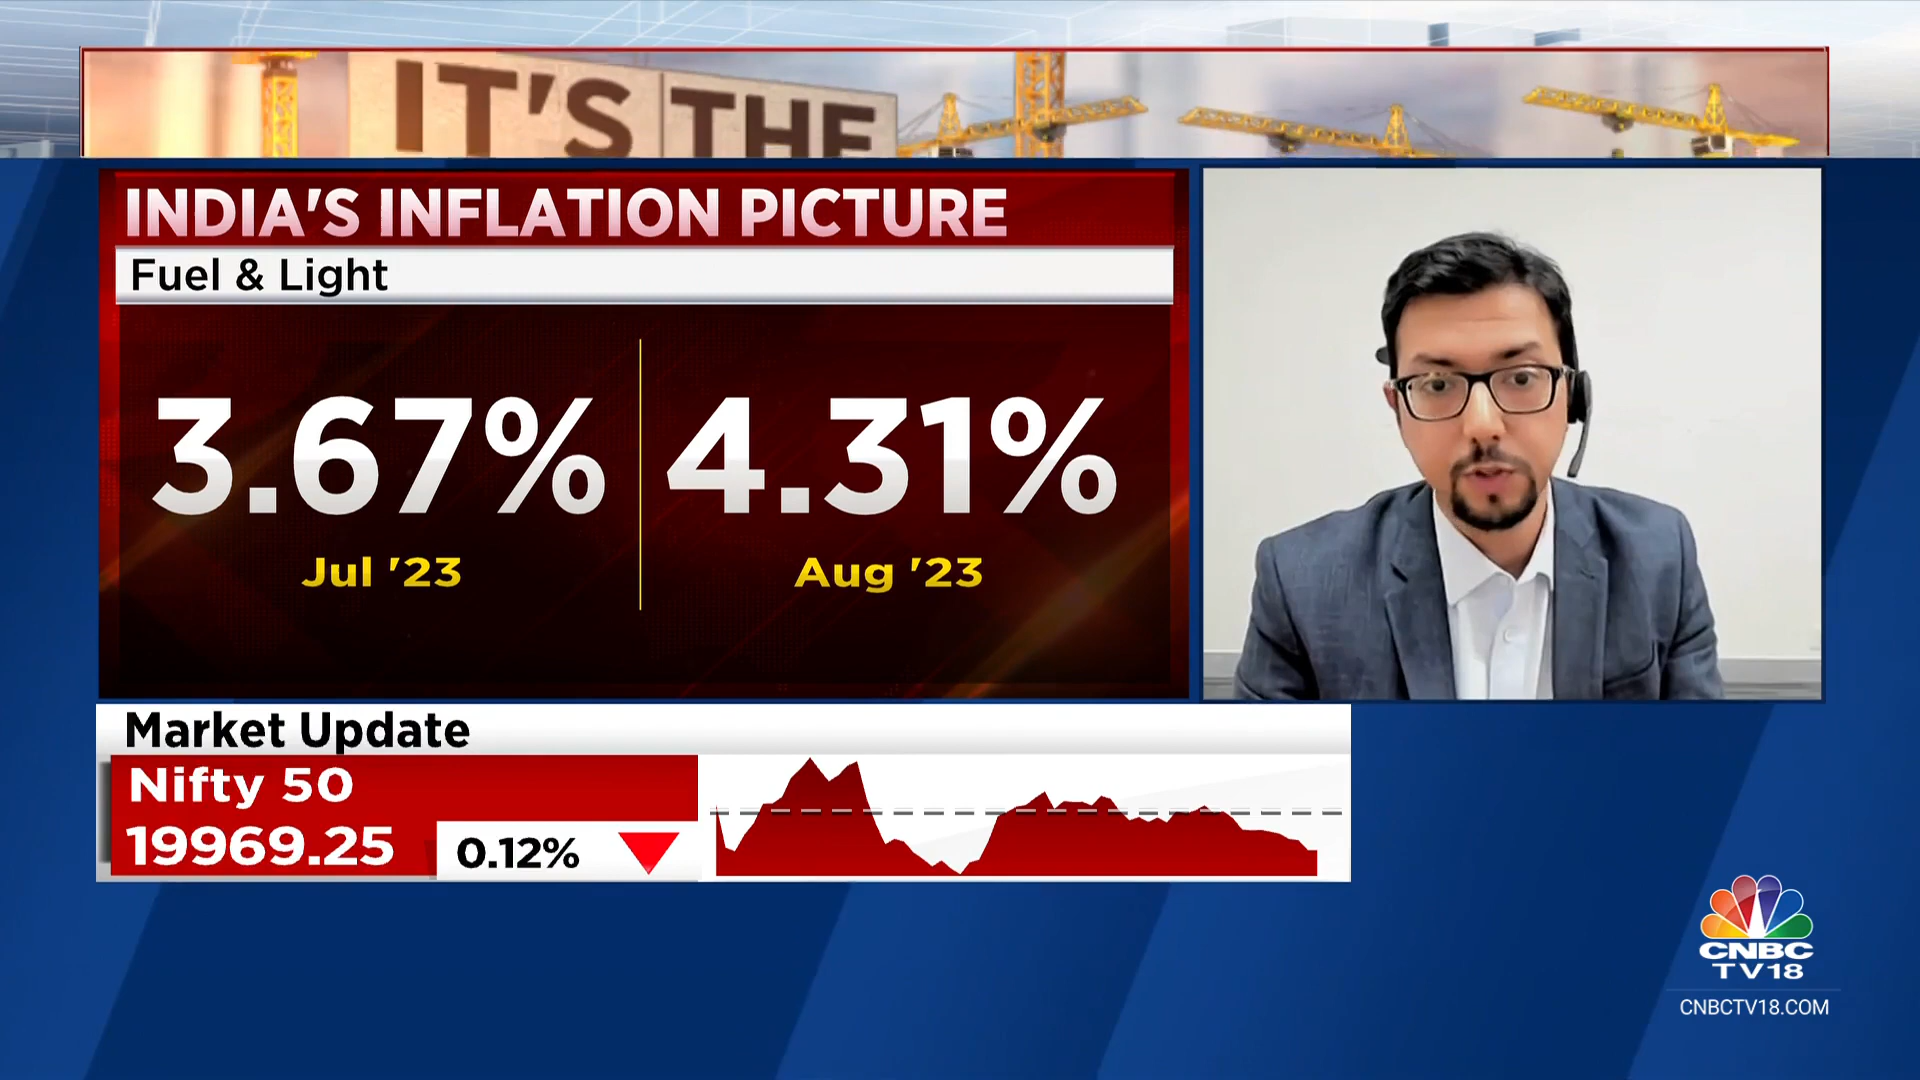 IT'S THE
INDIA'S INFLATION PICTURE
Fuel & Light
3.67%
Jul '23
4.31%
Aug '23
Market Update
Nifty 50
19969.25
0.12%
CNBC
TV18
CNBCTV18.COM